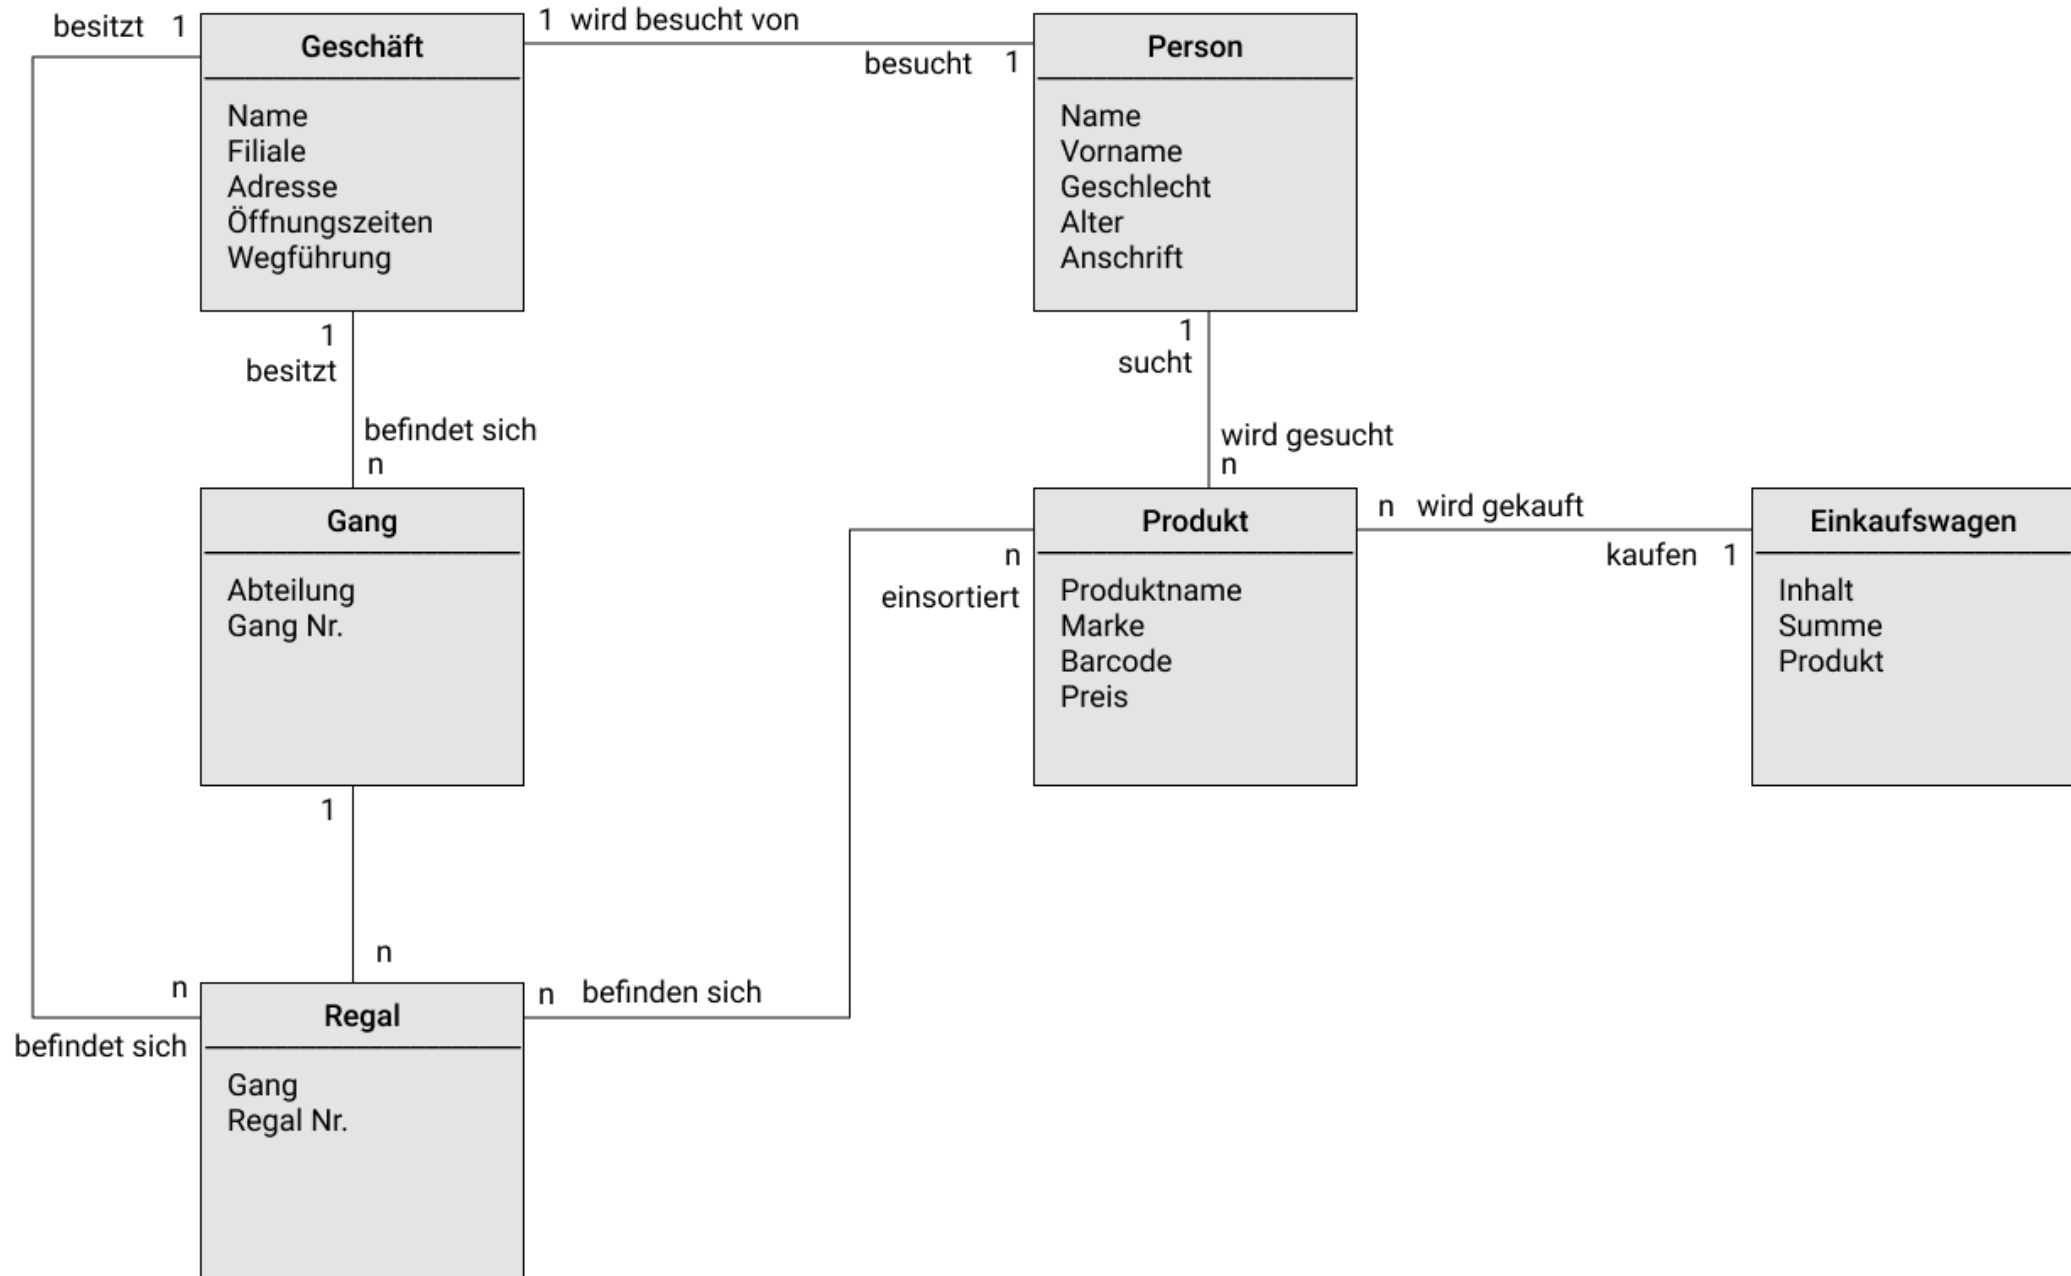 besitzt 1
1 wird besucht von
besucht 1
Geschäft
Name
Filiale
Adresse
Öffnungszeiten
Wegführung
Person
Name
Vorname
Geschlecht
Alter
Anschrift
1
besitzt
befindet sich
n
1
sucht
wird gesucht
n
Gang
Abteilung
Gang Nr.
n
einsortiert
Produkt
Produktname
Marke
Barcode
Preis
n wird gekauft
kaufen 1
Einkaufswagen
Inhalt
Summe
Produkt
1
n
n
befindet sich
Regal
Gang
Regal Nr.
n befinden sich